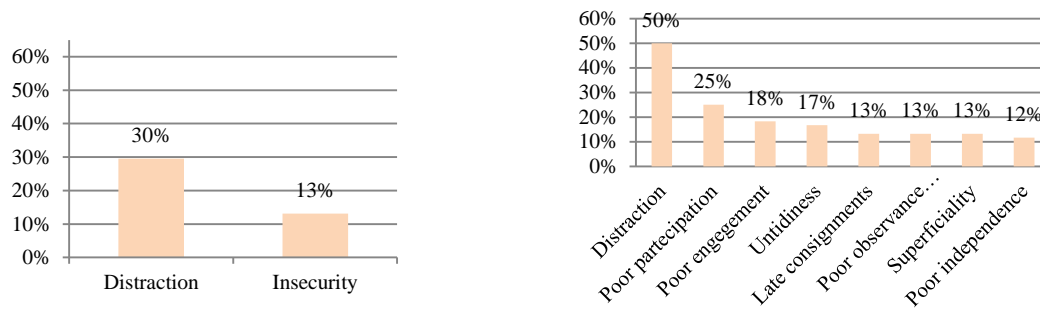 60%
50%
40%
30%
20%
10%
0%
30%
13%
Distraction
Insecurity
60%
50%
40%
30%
20%
10%
0%
50%
25%
18%
17%
13%
13%
13%
12%
Distraction
Poor partecipation
Poor engegement
Untidiness
Late consignments
Poor observance…
Superficiality
Poor independence